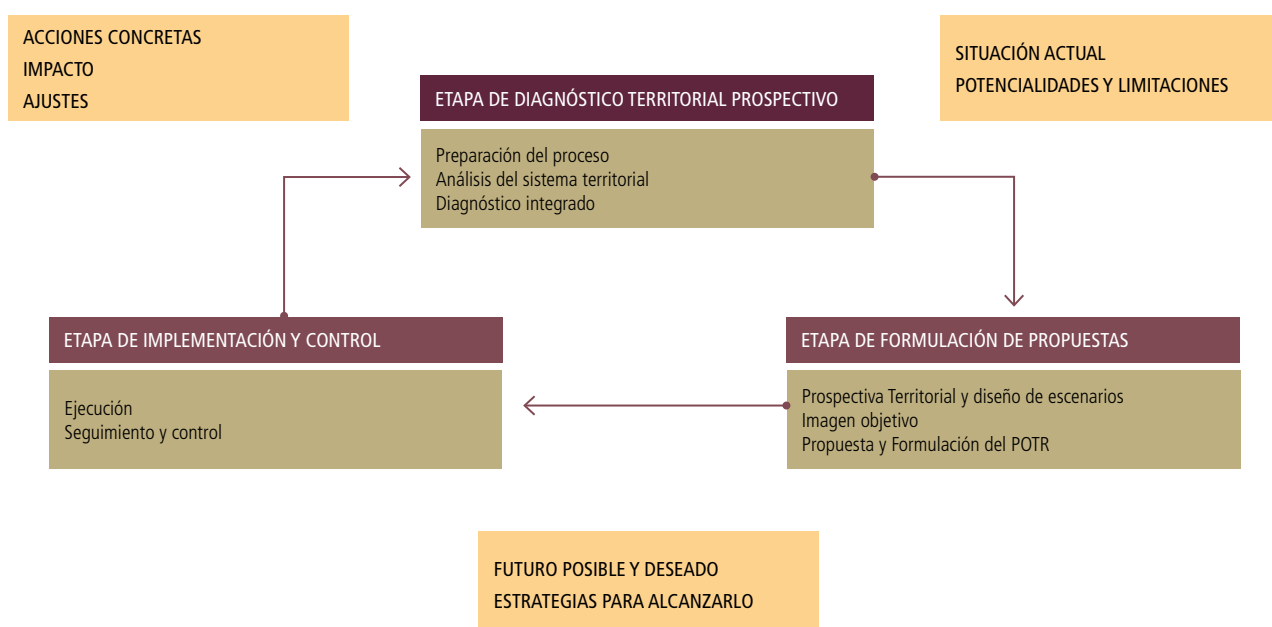 ACCIONES CONCRETAS
IMPACTO
AJUSTES
SITUACIÓN ACTUAL
POTENCIALIDADES Y LIMITACIONES
ETAPA DE DIAGNÓSTICO TERRITORIAL PROSPECTIVO
Preparación del proceso
Análisis del sistema territorial
Diagnóstico integrado
ETAPA DE IMPLEMENTACIÓN Y CONTROL
Ejecución
Seguimiento y control
ETAPA DE FORMULACIÓN DE PROPUESTAS
Prospectiva Territorial y diseño de escenarios
Imagen objetivo
Propuesta y Formulación del POTR
FUTURO POSIBLE Y DESEADO
ESTRATEGIAS PARA ALCANZARLO